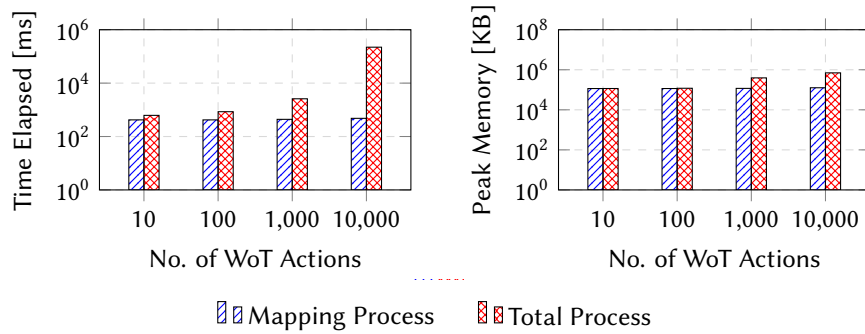 Time Elapsed [ms]
10^6
10^4
10^2
10^0
10 100 1,000 10,000
No. of WoT Actions
Peak Memory [KB]
10^8
10^6
10^4
10^2
10^0
10 100 1,000 10,000
No. of WoT Actions
Mapping Process Total Process